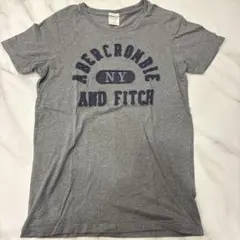 ABERCROMBIE
NY
AND FITCH